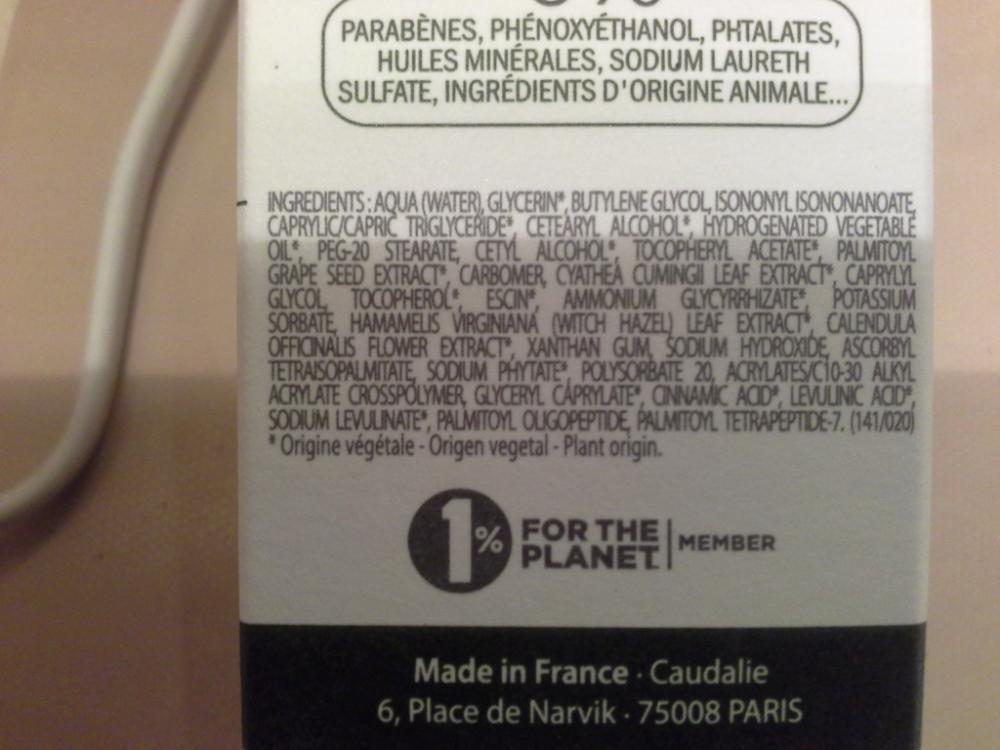 PARABÈNES, PHÉNOXYÉTHANOL, PHTALATES,
HUILES MINÉRALES, SODIUM LAURETH
SULFATE, INGRÉDIENTS D'ORIGINE ANIMALE...
INGREDIENTS : AQUA (WATER), GLYCERIN*, BUTYLENE GLYCOL, ISONONYL ISONONANOATE,
CAPRYLIC/CAPRIC TRIGLYCERIDE*, CETEARYL ALCOHOL*, HYDROGENATED VEGETABLE
OIL*, PEG-20 STEARATE, CETYL ALCOHOL*, TOCOPHERYL ACETATE*, PALMITOYL
GRAPE SEED EXTRACT*, CARBOMER, CYATHEA CUMINGII LEAF EXTRACT*, CAPRYLYL
GLYCOL, TOCOPHEROL*, ESCIN*, AMMONIUM GLYCYRRHIZATE*, POTASSIUM
SORBATE, HAMAMELIS VIRGINIANA (WITCH HAZEL) LEAF EXTRACT*, CALENDULA
OFFICINALIS FLOWER EXTRACT*, XANTHAN GUM, SODIUM HYDROXIDE, ASCORBYL
TETRAISOPALMITATE, SODIUM PHYTATE*, POLYSORBATE 20, ACRYLATES/C10-30 ALKYL
ACRYLATE CROSSPOLYMER, GLYCERYL CAPRYLATE*, CINNAMIC ACID*, LEVULINIC ACID*,
SODIUM LEVULINATE*, PALMITOYL OLIGOPEPTIDE, PALMITOYL TETRAPEPTIDE-7. (141/020)
* Origine végétale - Origen vegetal - Plant origin.
1% FOR THE
PLANET. MEMBER
Made in France · Caudalie
6, Place de Narvik · 75008 PARIS